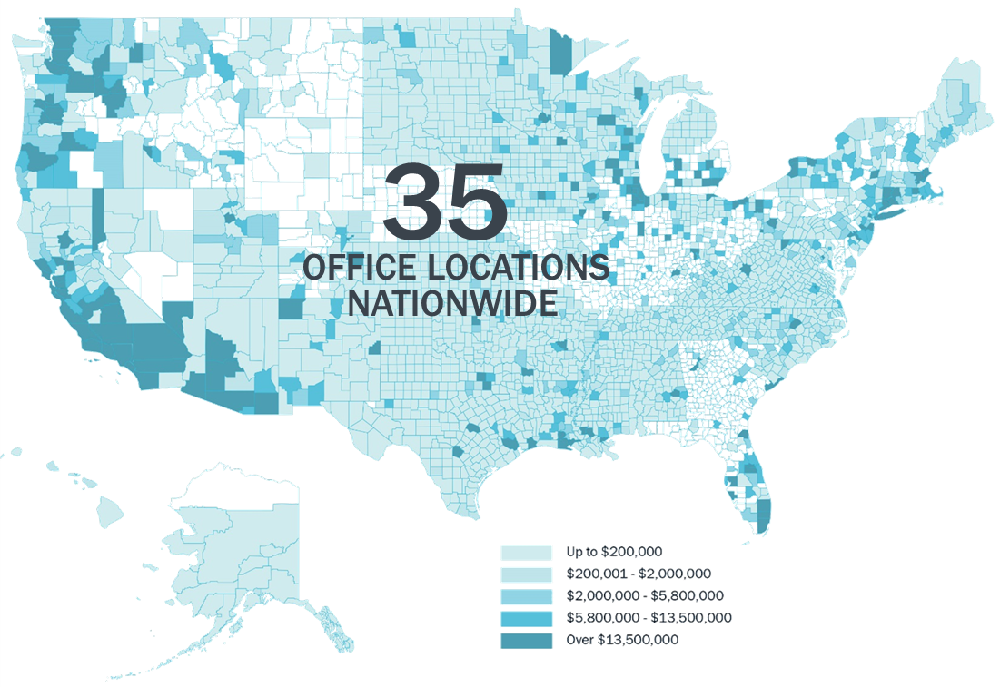 35
OFFICE LOCATIONS
NATIONWIDE
Up to $200,000
$200,001 - $2,000,000
$2,000,000 - $5,800,000
$5,800,000 - $13,500,000
Over $13,500,000